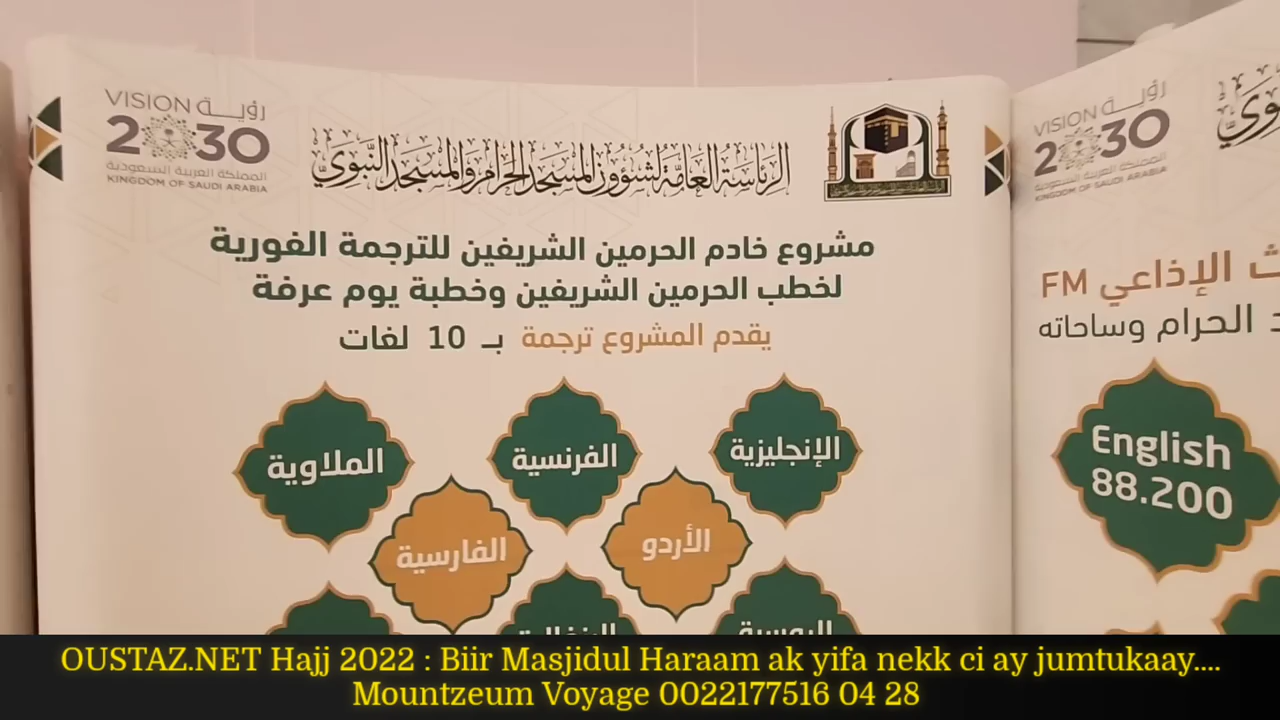 VISION رؤية
2030
المملكة العربية السعودية
KINGDOM OF SAUDI ARABIA
الرئاسة العامة لشؤون المسجد الحرام والمسجد النبوي
مشروع خادم الحرمين الشريفين للترجمة الفورية
لخطب الحرمين الشريفين وخطبة يوم عرفة
يقدم المشروع ترجمة بـ 10 لغات
الإنجليزية
الفرنسية
الملاوية
الأردو
الفارسية
VISION رؤية
2030
المملكة العربية السعودية
KINGDOM OF SAUDI ARABIA
الإذاعي FM
الحرام وساحاته
English
88.200
OUSTAZ.NET Hajj 2022 : Biir Masjidul Haraam ak yifa nekk ci ay jumtukaay....
Mountzeum Voyage 0022177516 04 28